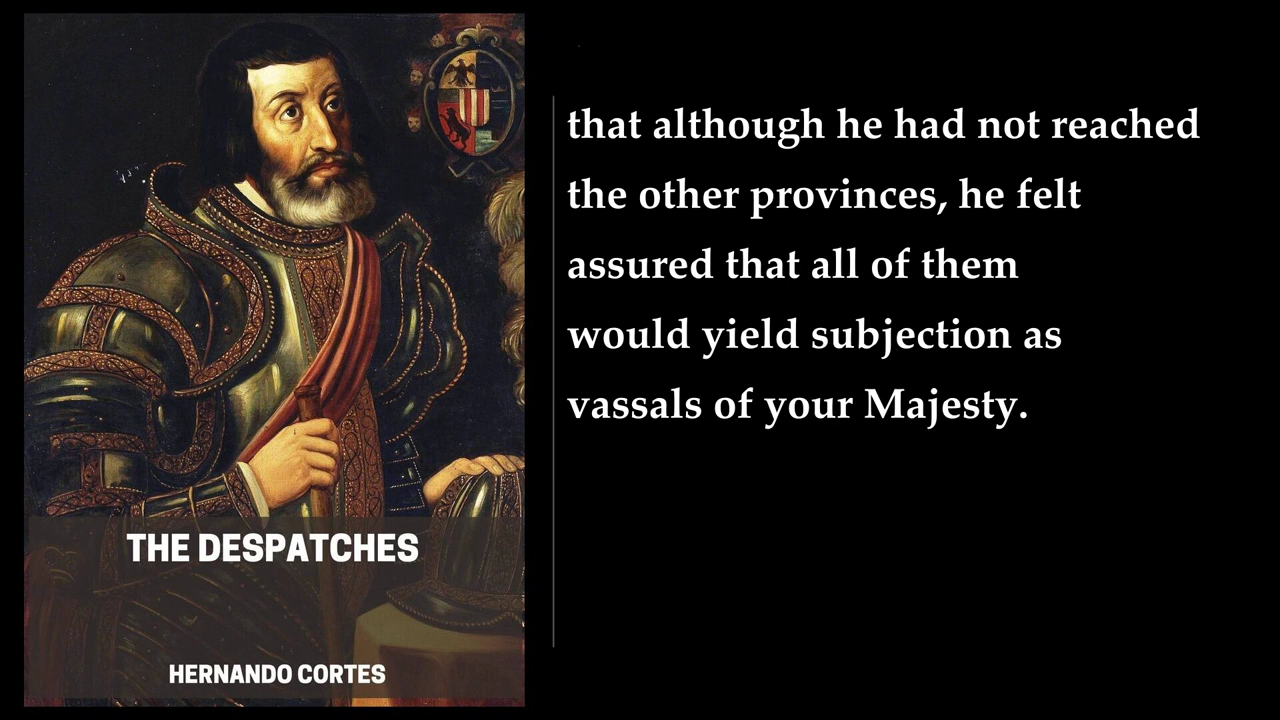 that although he had not reached
the other provinces, he felt
assured that all of them
would yield subjection as
vassals of your Majesty.
THE DESPATCHES
HERNANDO CORTES